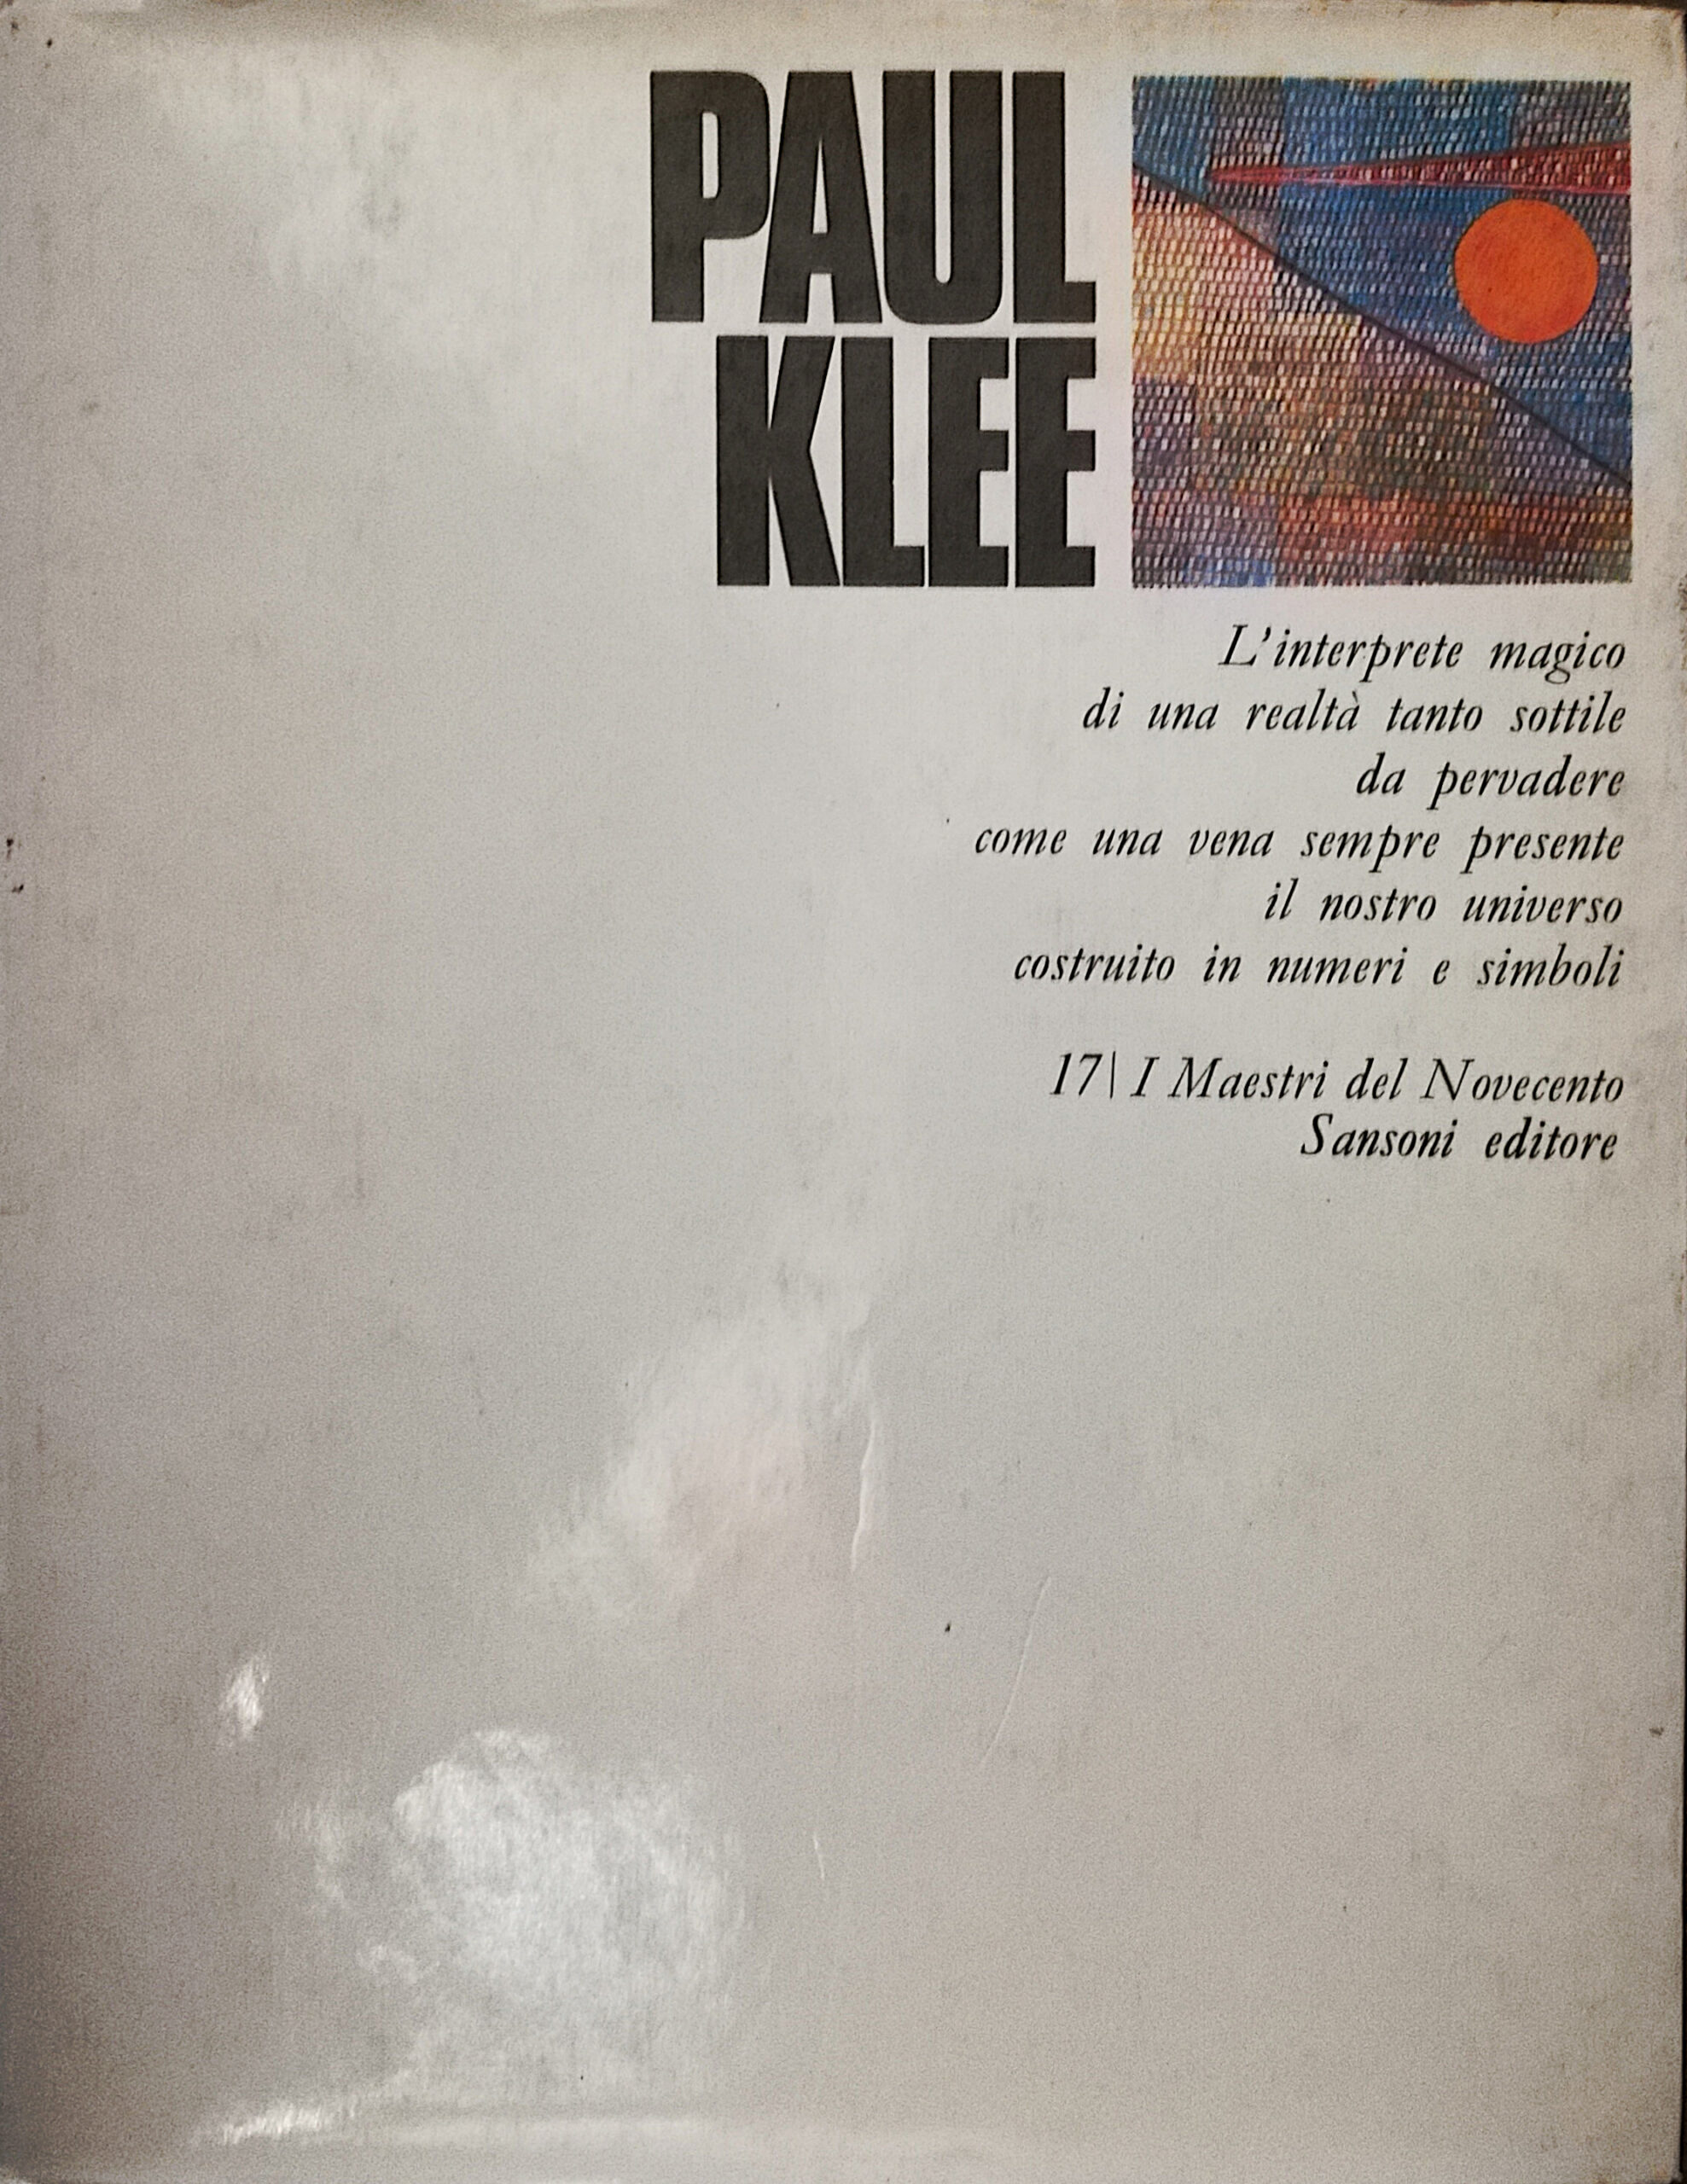 PAUL
KLEE
L'interprete magico
di una realtà tanto sottile
da pervadere
come una vena sempre presente
il nostro universo
costruito in numeri e simboli
17| I Maestri del Novecento
Sansoni editore